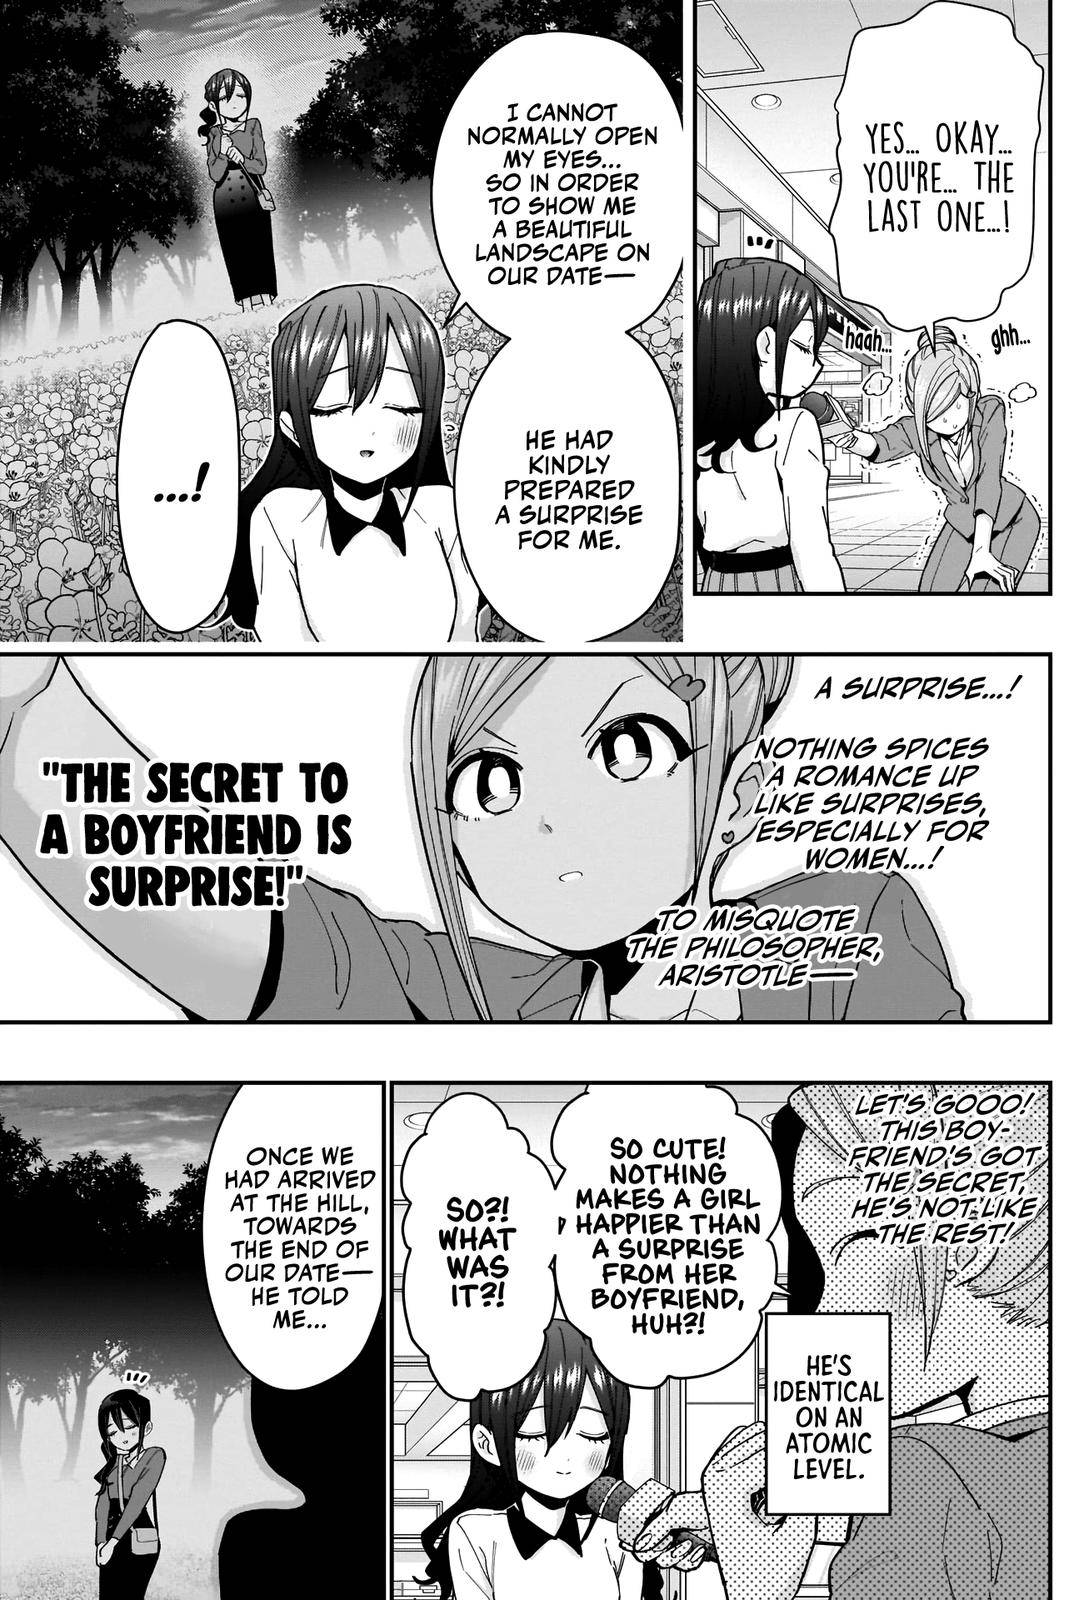 YES... OKAY...
YOU'RE... THE
LAST ONE...!
haah...
ghh...
I CANNOT
NORMALLY OPEN
MY EYES...
SO IN ORDER
TO SHOW ME
A BEAUTIFUL
LANDSCAPE ON
OUR DATE—
HE HAD
KINDLY
PREPARED
A SURPRISE
FOR ME.
....!
A SURPRISE...!
NOTHING SPICES
A ROMANCE UP
LIKE SURPRISES,
ESPECIALLY FOR
WOMEN...!
TO MISQUOTE
THE PHILOSOPHER,
ARISTOTLE—
"THE SECRET TO
A BOYFRIEND IS
SURPRISE!"
LET'S GOOO!
THIS BOY-
FRIEND'S GOT
THE SECRET,
HE'S NOT LIKE
THE REST!
HE'S
IDENTICAL
ON AN
ATOMIC
LEVEL.
SO CUTE!
NOTHING
MAKES A GIRL
HAPPIER THAN
A SURPRISE
FROM HER
BOYFRIEND,
HUH?!
SO?!
WHAT
WAS
IT?!
ONCE WE
HAD ARRIVED
AT THE HILL,
TOWARDS
THE END OF
OUR DATE—
HE TOLD
ME...